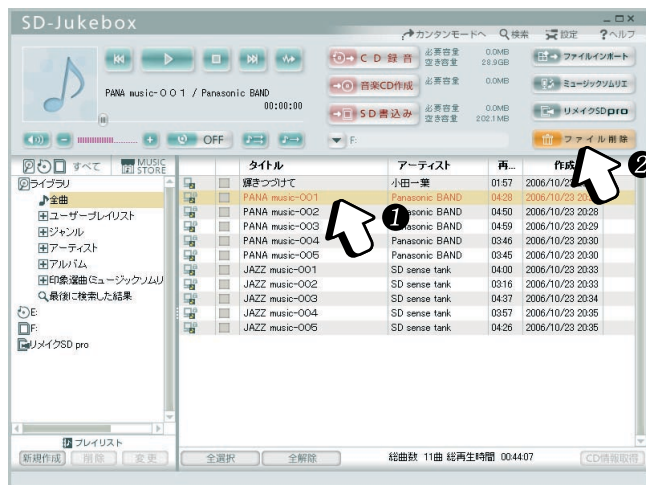 SD-Jukebox
カンタンモードへ 検索 設定 ?ヘルプ
CD録音 必要容量 0.0MB
空き容量 28.9GB
ファイルインポート
PANA music-001 / Panasonic BAND
00:00:00
音楽CD作成 必要容量 0.0MB
ミュージックソムリエ
SD書込み 必要容量 0.0MB
空き容量 202.1MB
リメイクSDpro
OFF
F:
ファイル削除
すべて MUSIC STORE
タイトル アーティスト 再... 作成
ライブラリ
全曲
ユーザープレイリスト
ジャンル
アーティスト
アルバム
印象選曲(ミュージックソムリ
最後に検索した結果
E:
F:
リメイクSD pro
輝きつづけて 小田一葉 01:57 2006/10/23
PANA music-001 Panasonic BAND 04:28 2006/10/23 20
PANA music-002 Panasonic BAND 04:50 2006/10/23 20:28
PANA music-003 Panasonic BAND 04:59 2006/10/23 20:29
PANA music-004 Panasonic BAND 03:46 2006/10/23 20:30
PANA music-005 Panasonic BAND 03:45 2006/10/23 20:30
JAZZ music-001 SD sense tank 04:00 2006/10/23 20:33
JAZZ music-002 SD sense tank 03:16 2006/10/23 20:33
JAZZ music-003 SD sense tank 04:37 2006/10/23 20:34
JAZZ music-004 SD sense tank 03:57 2006/10/23 20:35
JAZZ music-005 SD sense tank 04:26 2006/10/23 20:35
1
2
プレイリスト
新規作成 削除 変更
全選択 全解除 総曲数 11曲 総再生時間 00:44:07 CD情報取得